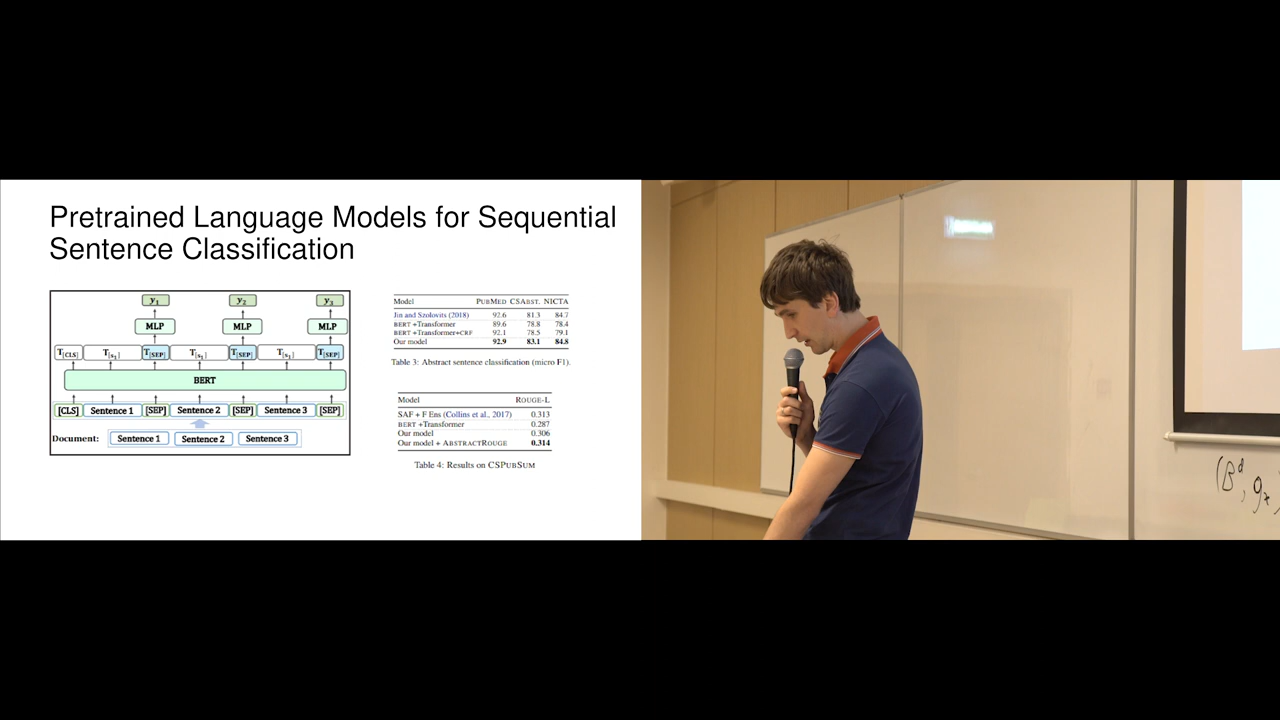 Pretrained Language Models for Sequential
Sentence Classification
y1 y2 y3
MLP MLP MLP
T[CLS] T[s1] T[SEP] T[s1] T[SEP] T[s1] T[SEP]
BERT
[CLS] Sentence 1 [SEP] Sentence 2 [SEP] Sentence 3 [SEP]
Document: Sentence 1 Sentence 2 Sentence 3
Model PUBMED CSABST. NICTA
Jin and Szolovits (2018) 92.6 81.3 84.7
BERT +Transformer 89.6 78.8 78.4
BERT +Transformer+CRF 92.1 78.5 79.1
Our model 92.9 83.1 84.8
Table 3: Abstract sentence classification (micro F1).
Model ROUGE-L
SAF + F Ens (Collins et al., 2017) 0.313
BERT +Transformer 0.287
Our model 0.306
Our model + ABSTRACTROUGE 0.314
Table 4: Results on CSPUBSUM
(B^d, g_x)